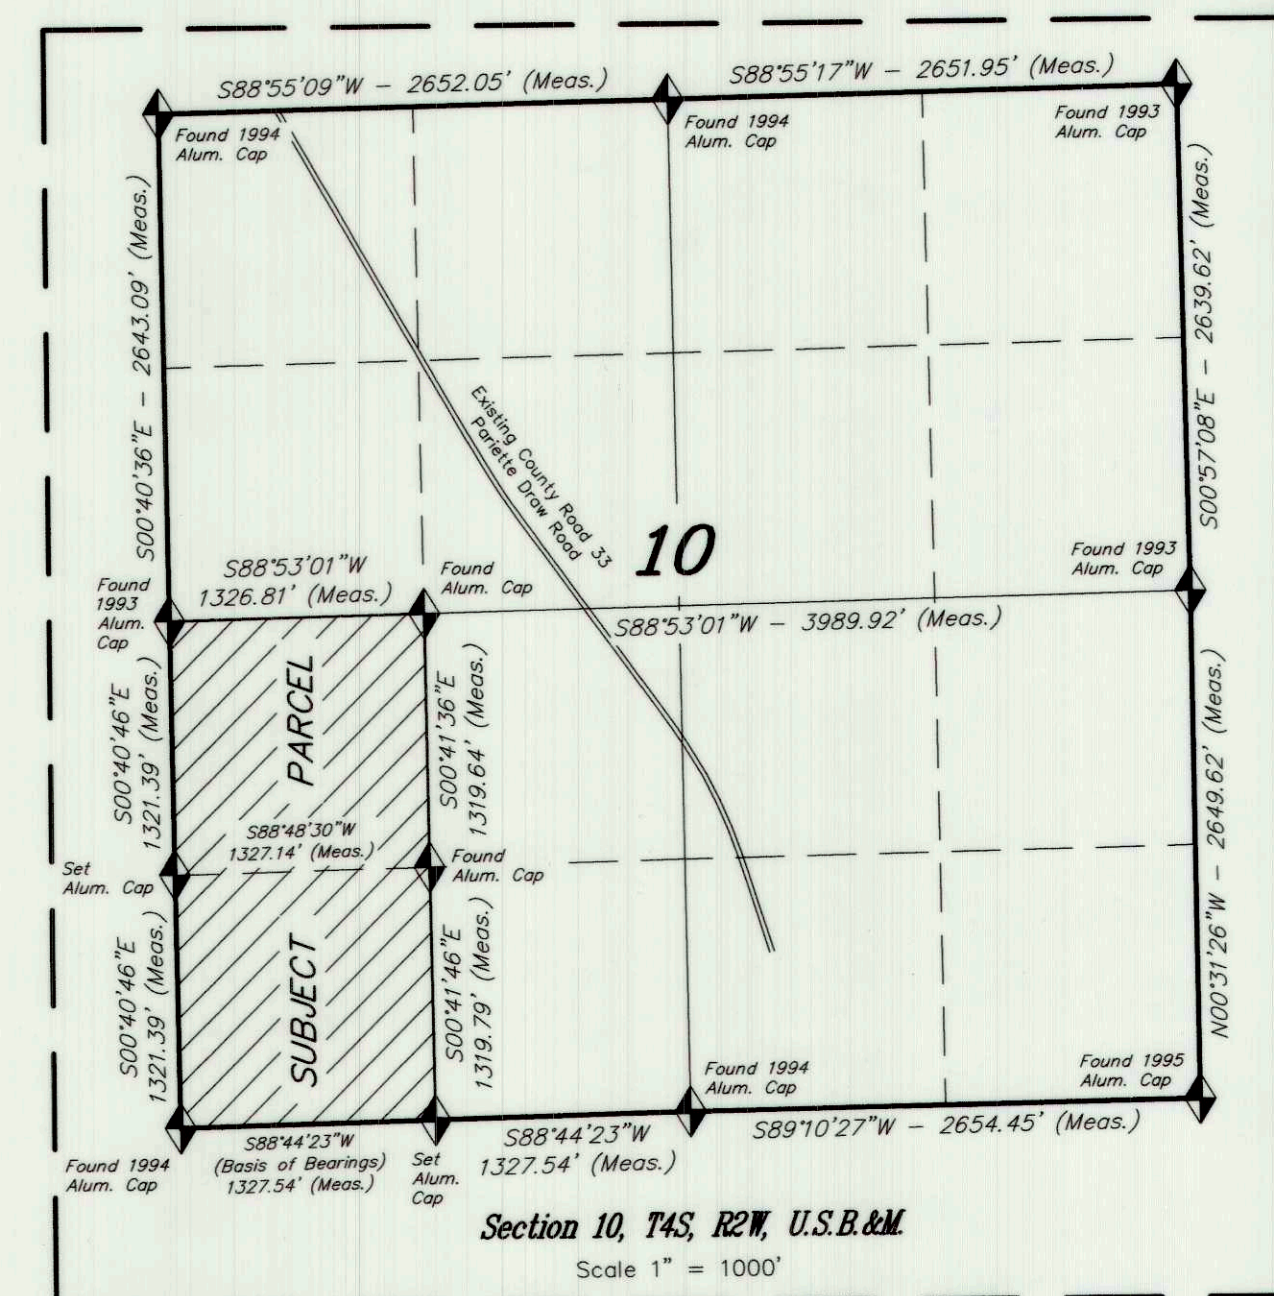 S88°55'09"W - 2652.05' (Meas.)
S88°55'17"W - 2651.95' (Meas.)
Found 1994
Alum. Cap
Found 1994
Alum. Cap
Found 1993
Alum. Cap
S00°40'36"E - 2643.09' (Meas.)
S00°57'08"E - 2639.62' (Meas.)
Existing County Road 33
Pariette Draw Road
10
Found 1993
Alum. Cap
S88°53'01"W
1326.81' (Meas.)
Found
Alum. Cap
Found
1993
Alum.
Cap
S88°53'01"W - 3989.92' (Meas.)
S00°40'46"E
1321.39' (Meas.)
PARCEL
S00°41'36"E
1319.64' (Meas.)
N00°31'26"W - 2649.62' (Meas.)
S88°48'30"W
1327.14' (Meas.)
Set
Alum. Cap
Found
Alum. Cap
S00°40'46"E
1321.39' (Meas.)
SUBJECT
S00°41'46"E
1319.79' (Meas.)
Found 1994
Alum. Cap
Found 1995
Alum. Cap
S88°44'23"W
(Basis of Bearings)
1327.54' (Meas.)
Found 1994
Alum. Cap
Set
Alum.
Cap
S88°44'23"W
1327.54' (Meas.)
S89°10'27"W - 2654.45' (Meas.)
Section 10, T4S, R2W, U.S.B.&M.
Scale 1" = 1000'